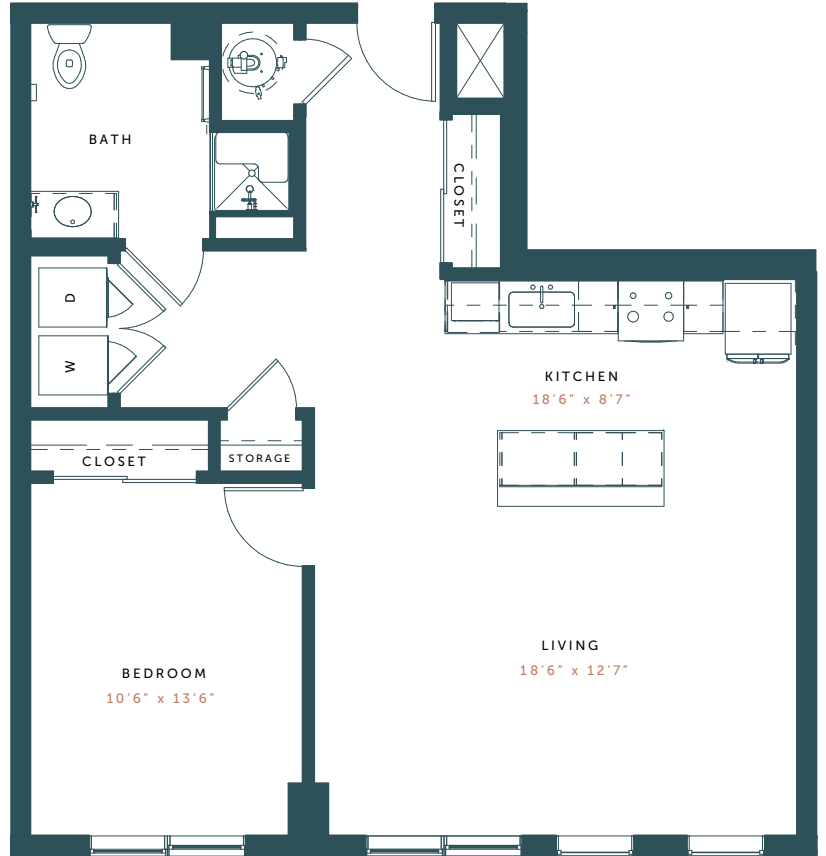 BATH
CLOSET
D
W
KITCHEN
18'6" x 8'7"
CLOSET
STORAGE
LIVING
18'6" x 12'7"
BEDROOM
10'6" x 13'6"